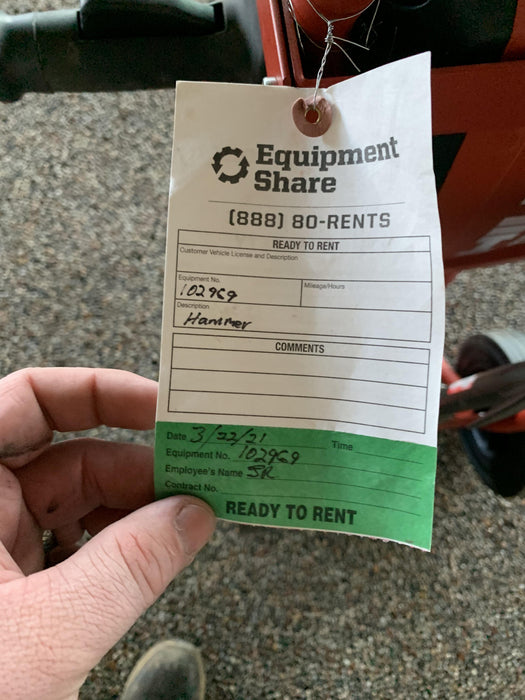 Equipment
Share
(888) 80-RENTS
READY TO RENT
Customer Vehicle License and Description
Equipment No.
Mileage/Hours
102969
Description
Hammer
COMMENTS
Date 3/22/21 Time
Equipment No. 102969
Employee's Name SR
Contract No.
READY TO RENT